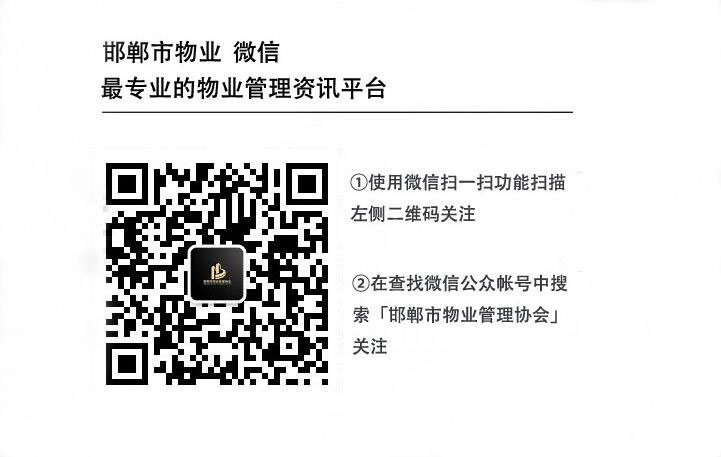 邯郸市物业 微信
最专业的物业管理资讯平台
①使用微信扫一扫功能扫描
左侧二维码关注
②在查找微信公众帐号中搜
索「邯郸市物业管理协会」
关注